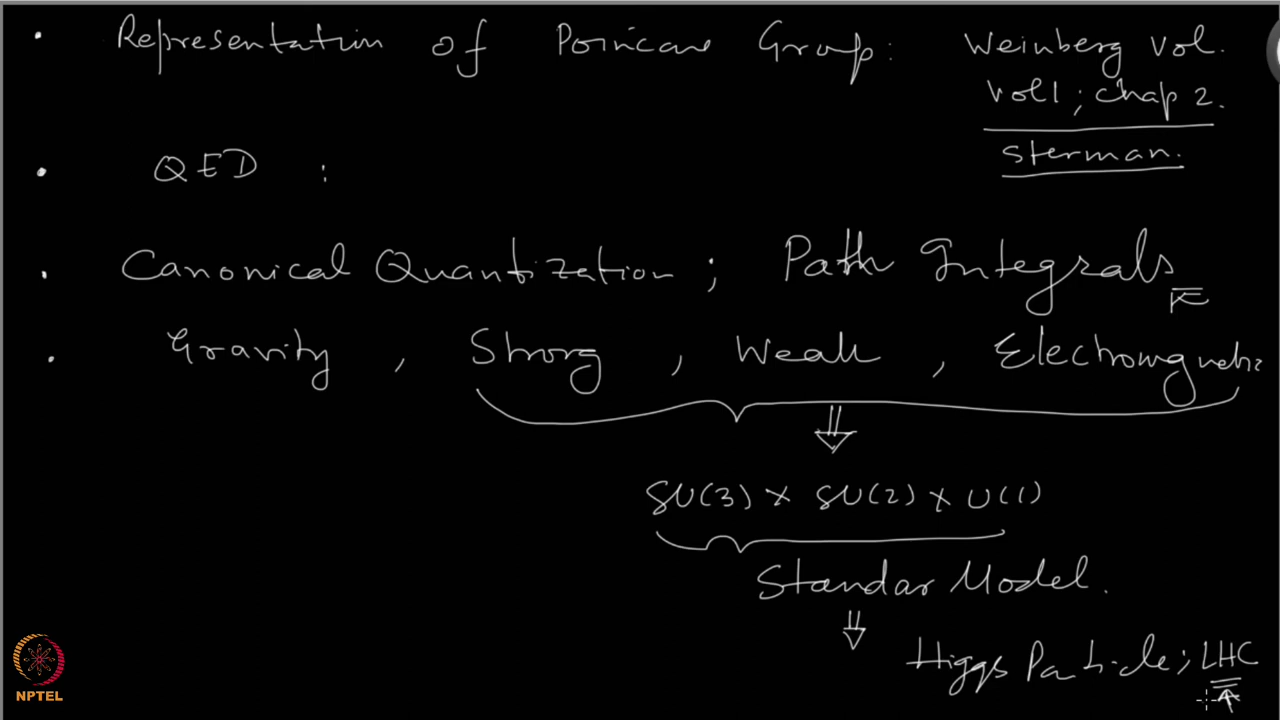 • Representation of Poincare Group: Weinberg vol.
Vol 1; Chap 2.
Sterman.
• QED :
• Canonical Quantization; Path Integrals
• Gravity, Strong, Weak, Electromagnetic
⇓
SU(3) × SU(2) × U(1)
Standar Model.
⇓
Higgs Particle; LHC
NPTEL